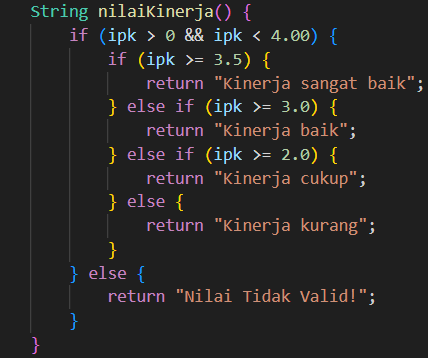 String nilaiKinerja() {
    if (ipk > 0 && ipk < 4.00) {
        if (ipk >= 3.5) {
            return "Kinerja sangat baik";
        } else if (ipk >= 3.0) {
            return "Kinerja baik";
        } else if (ipk >= 2.0) {
            return "Kinerja cukup";
        } else {
            return "Kinerja kurang";
        }
    } else {
        return "Nilai Tidak Valid!";
    }
}